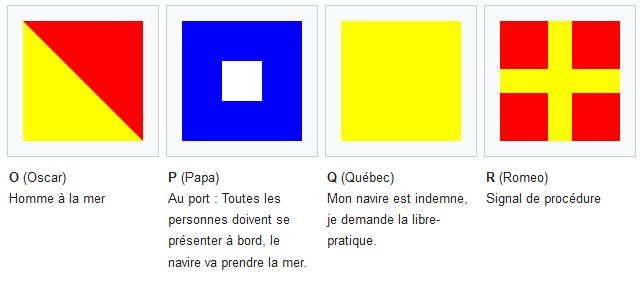 O (Oscar)
Homme à la mer
P (Papa)
Au port : Toutes les
personnes doivent se
présenter à bord, le
navire va prendre la mer.
Q (Québec)
Mon navire est indemne,
je demande la libre-
pratique.
R (Romeo)
Signal de procédure